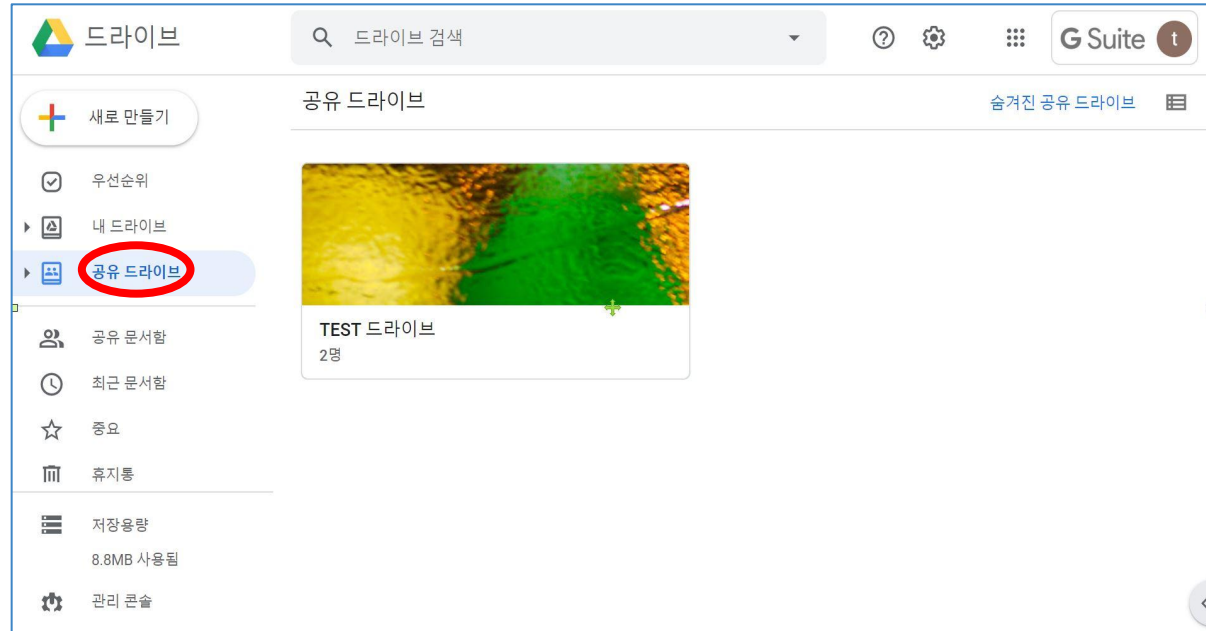 드라이브
드라이브 검색
G Suite
t
새로 만들기
공유 드라이브
숨겨진 공유 드라이브
우선순위
내 드라이브
공유 드라이브
공유 문서함
최근 문서함
중요
휴지통
저장용량
8.8MB 사용됨
관리 콘솔
TEST 드라이브
2명